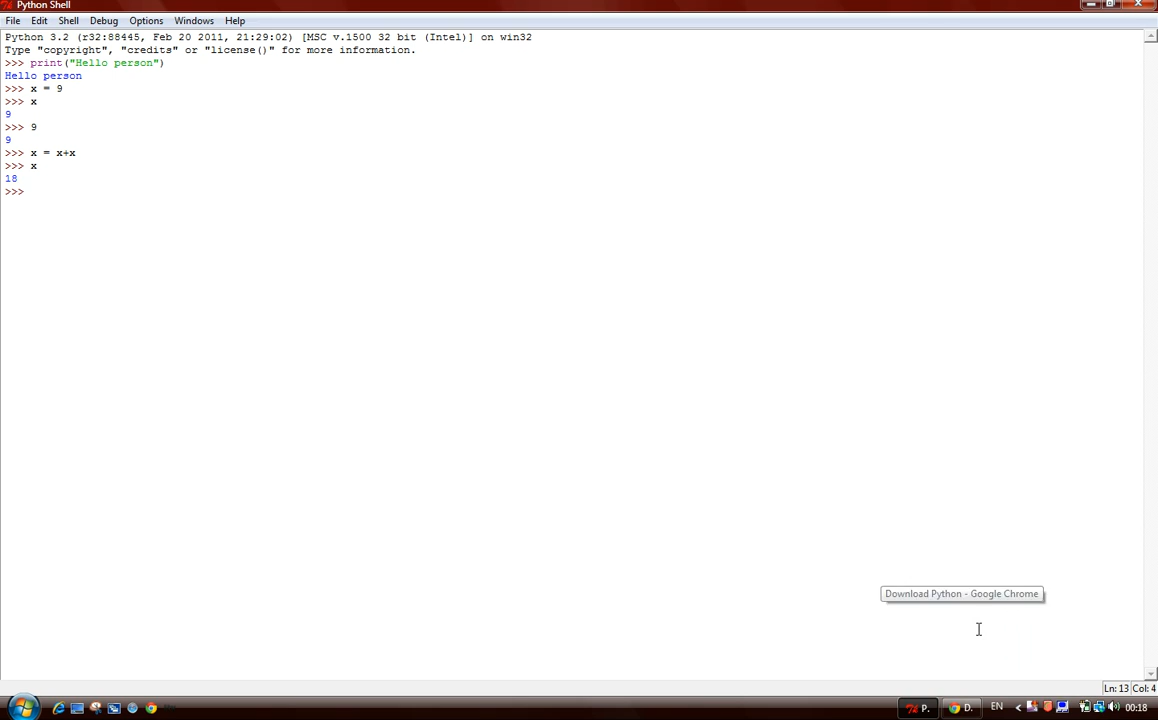 Python Shell
File Edit Shell Debug Options Windows Help
Python 3.2 (r32:88445, Feb 20 2011, 21:29:02) [MSC v.1500 32 bit (Intel)] on win32
Type "copyright", "credits" or "license()" for more information.
>>> print("Hello person")
Hello person
>>> x = 9
>>> x
9
>>> 9
9
>>> x = x+x
>>> x
18
>>>
Download Python - Google Chrome
Ln: 13 Col: 4
P. D. EN < 00:18